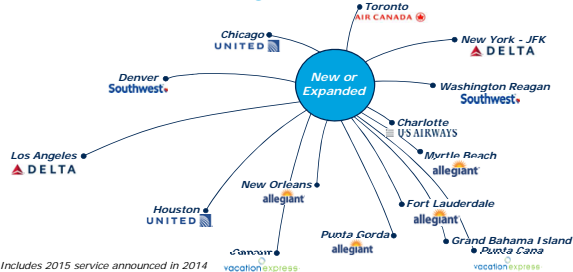 Toronto
AIR CANADA
Chicago
UNITED
New York - JFK
DELTA
Denver
Southwest
New or
Expanded
Washington Reagan
Southwest
Charlotte
US AIRWAYS
Los Angeles
DELTA
Myrtle Beach
allegiant
New Orleans
allegiant
Fort Lauderdale
allegiant
Houston
UNITED
Punta Gorda
allegiant
Grand Bahama Island
Punta Cana
vacation express
Cancun
vacation express
Includes 2015 service announced in 2014